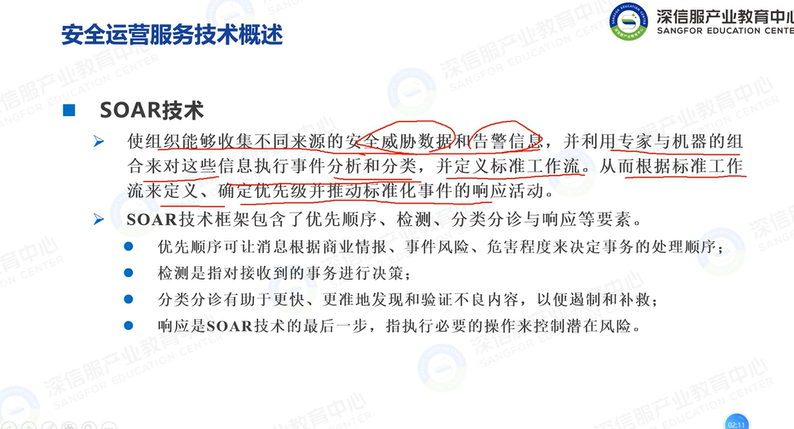 安全运营服务技术概述
深信服产业教育中心
SANGFOR EDUCATION CENTER
SOAR技术
使组织能够收集不同来源的安全威胁数据和告警信息，并利用专家与机器的组
合来对这些信息执行事件分析和分类，并定义标准工作流。从而根据标准工作
流来定义、确定优先级并推动标准化事件的响应活动。
SOAR技术框架包含了优先顺序、检测、分类分诊与响应等要素。
优先顺序可让消息根据商业情报、事件风险、危害程度来决定事务的处理顺序；
检测是指对接收到的事务进行决策；
分类分诊有助于更快、更准地发现和验证不良内容，以便遏制和补救；
响应是SOAR技术的最后一步，指执行必要的操作来控制潜在风险。
02:11